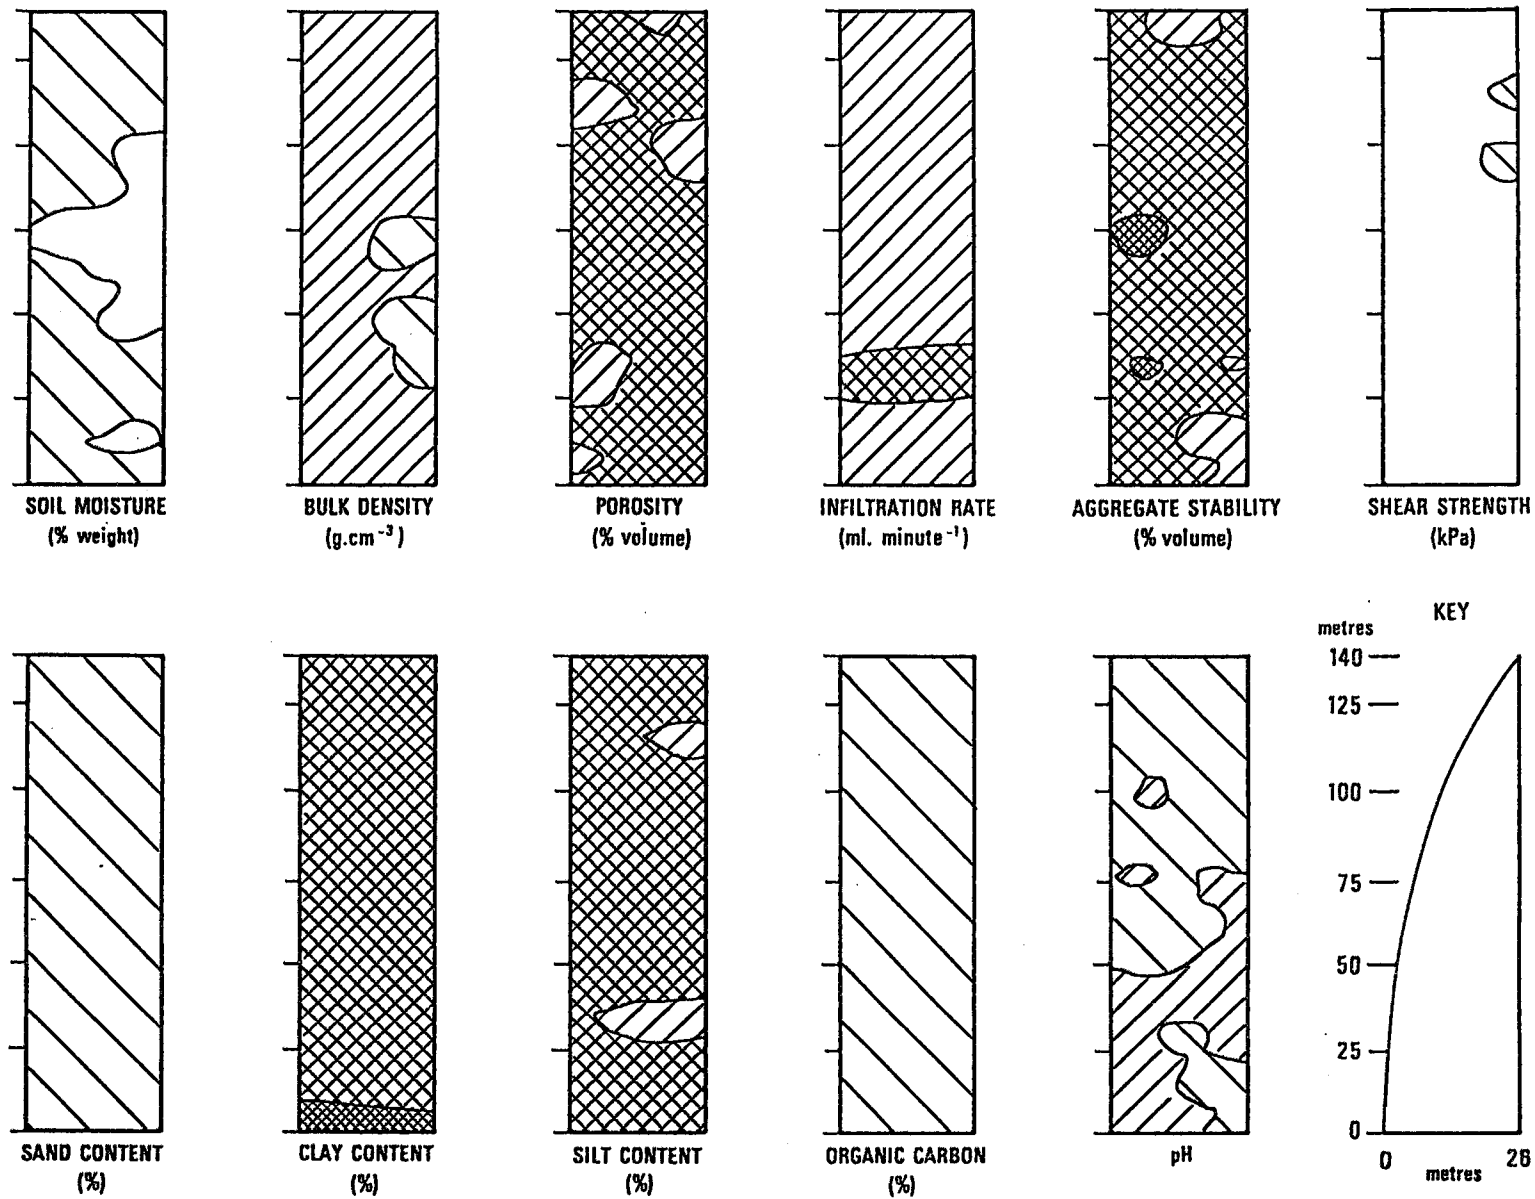 SOIL MOISTURE
(% weight)
BULK DENSITY
(g.cm⁻³)
POROSITY
(% volume)
INFILTRATION RATE
(ml. minute⁻¹)
AGGREGATE STABILITY
(% volume)
SHEAR STRENGTH
(kPa)
KEY
metres
140
125
100
75
50
25
0
0
28
metres
SAND CONTENT
(%)
CLAY CONTENT
(%)
SILT CONTENT
(%)
ORGANIC CARBON
(%)
pH